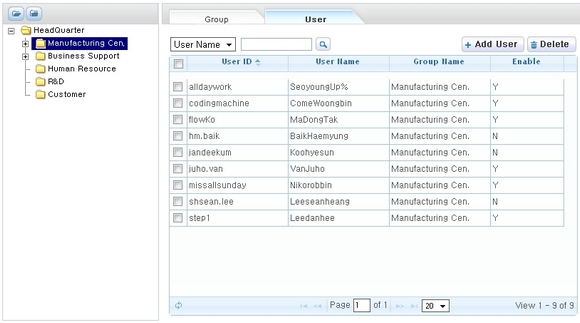 HeadQuarter
Manufacturing Cen.
Business Support
Human Resource
R&D
Customer
Group User
User Name + Add User Delete
User ID User Name Group Name Enable
alldaywork SeoyoungUp% Manufacturing Cen. Y
codingmachine ComeWoongbin Manufacturing Cen. Y
flowKo MaDongTak Manufacturing Cen. Y
hm.baik BaikHaemyung Manufacturing Cen. N
jandeekum Koohyesun Manufacturing Cen. N
juho.van VanJuho Manufacturing Cen. Y
missallsunday Nikorobbin Manufacturing Cen. Y
shsean.lee Leeseanheang Manufacturing Cen. N
step1 Leedanhee Manufacturing Cen. Y
Page 1 of 1 20 View 1 - 9 of 9